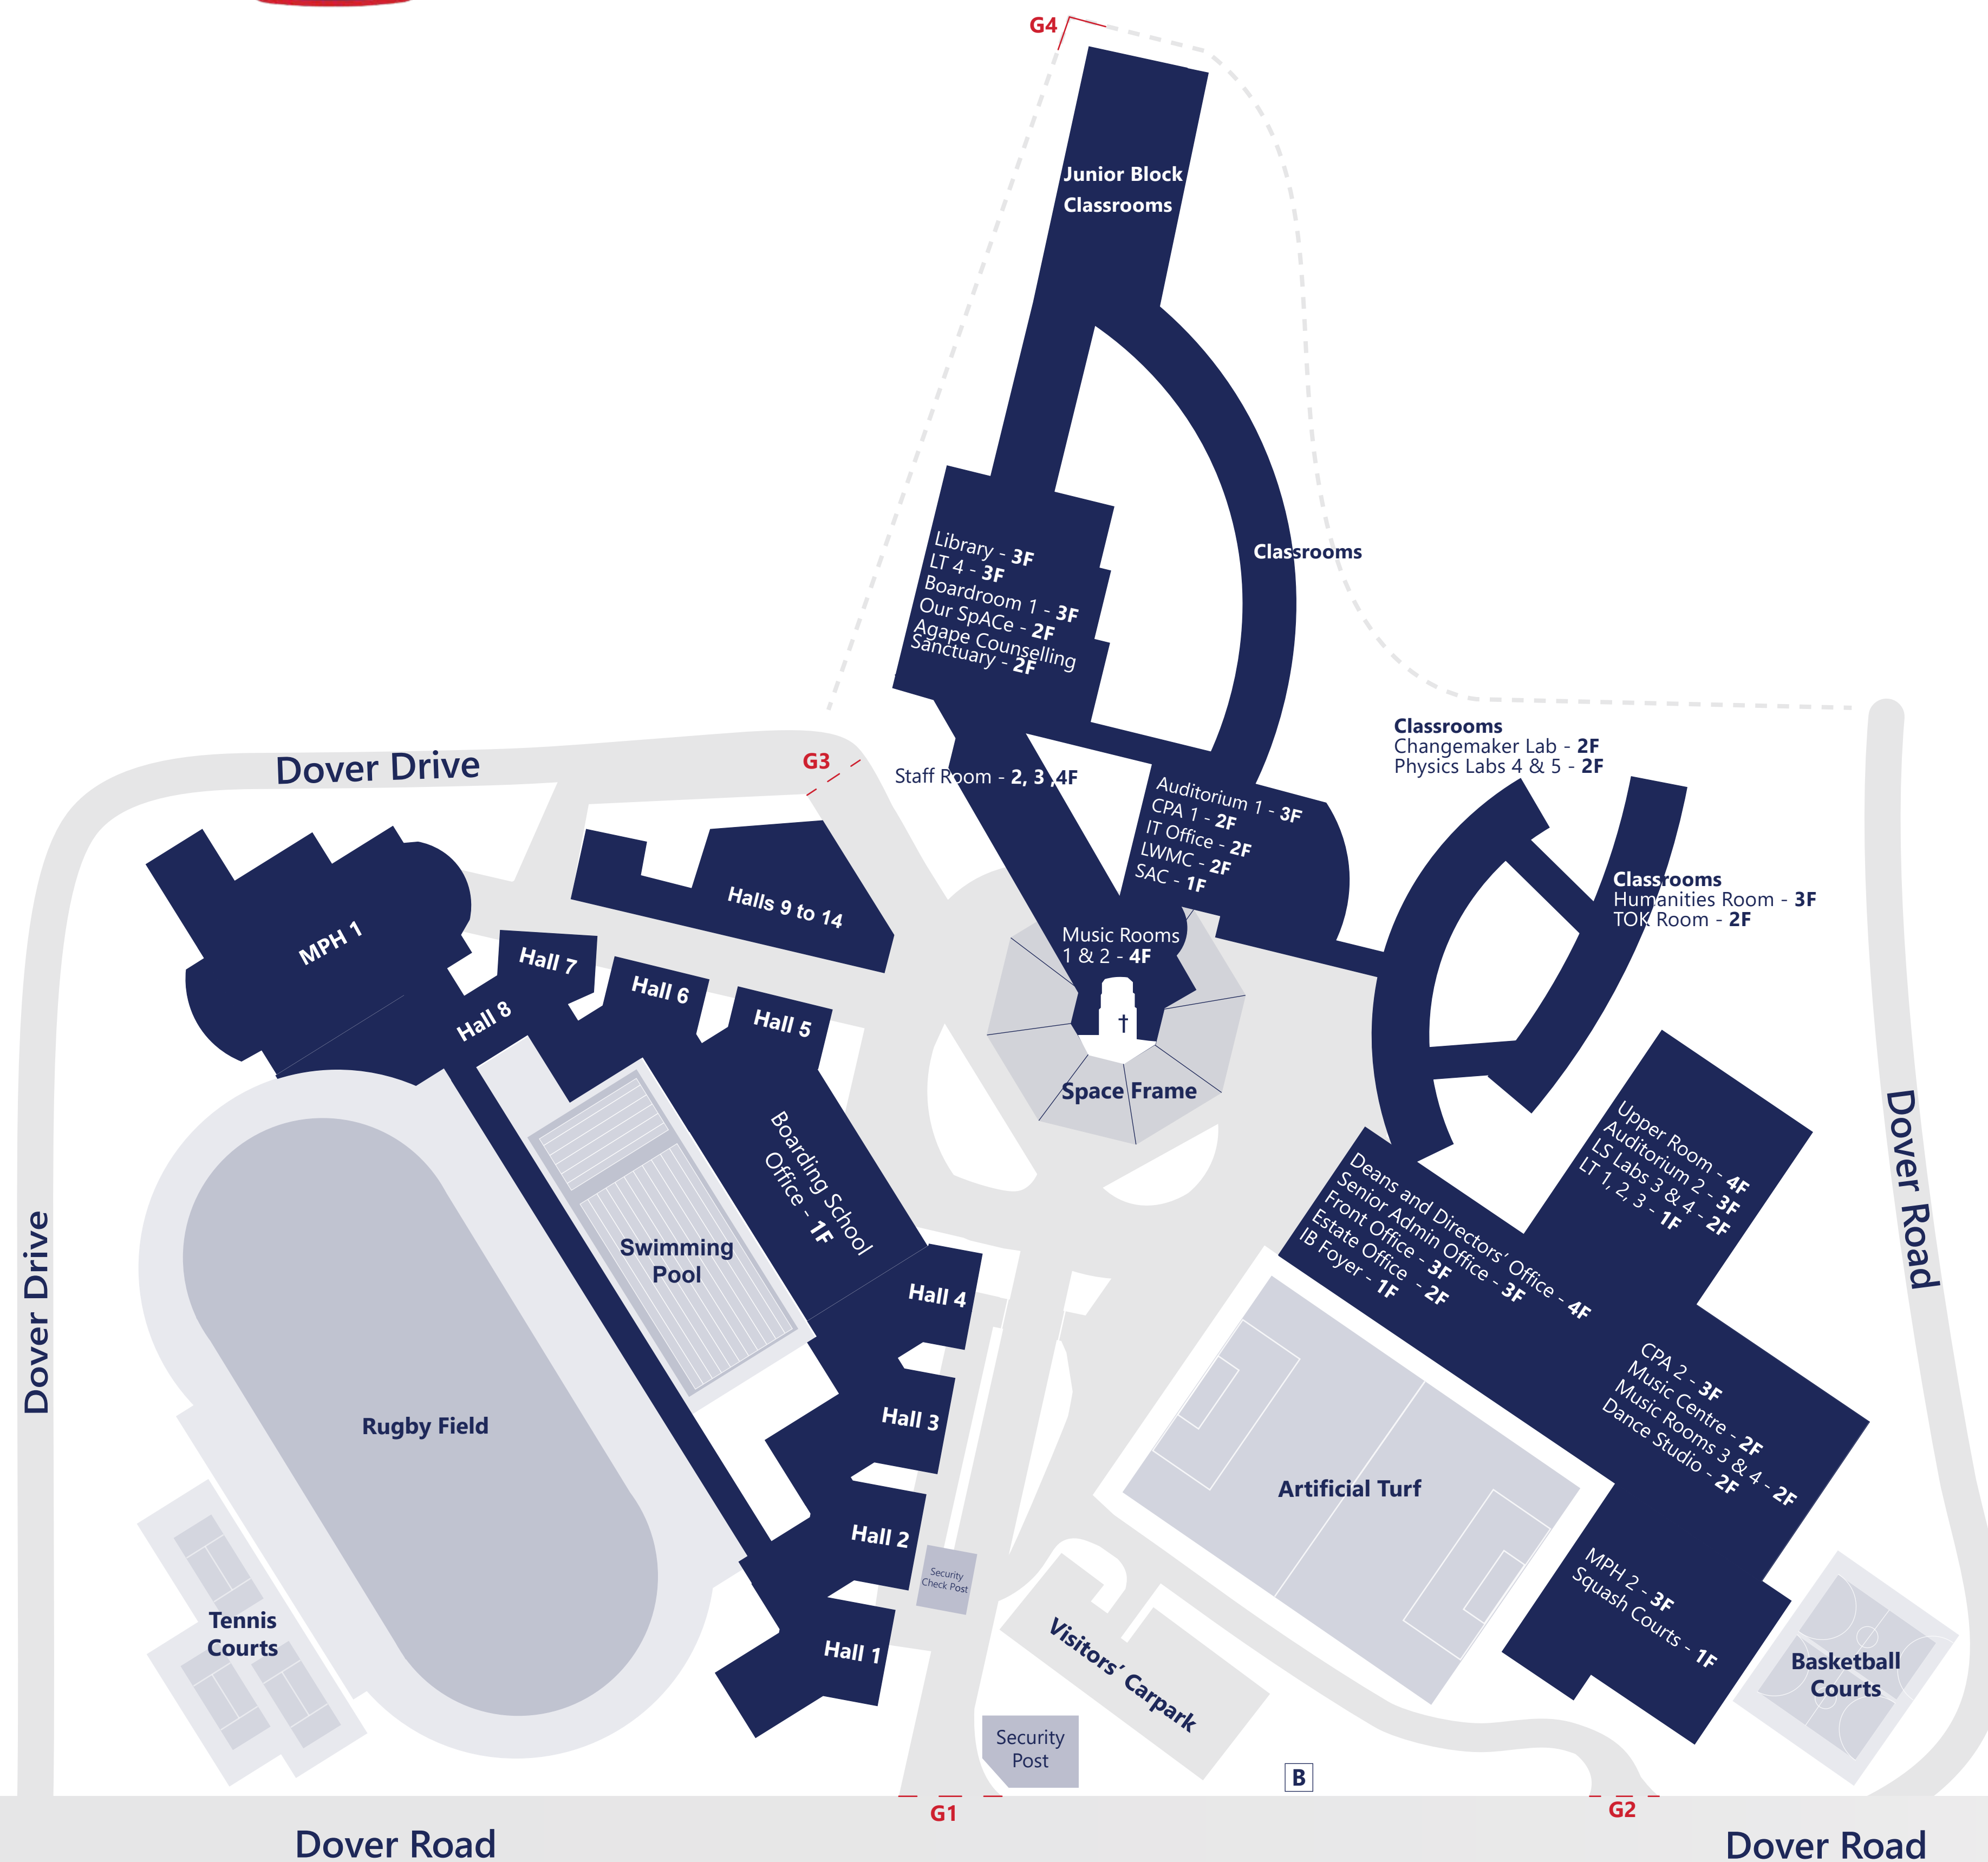 G4
Junior Block
Classrooms
Library - 3F
LT 4 - 3F
Boardroom 1 - 3F
Our SpACe - 2F
Agape Counselling
Sanctuary - 2F
Classrooms
Classrooms
Changemaker Lab - 2F
Physics Labs 4 & 5 - 2F
Dover Drive
G3
Staff Room - 2, 3 ,4F
Auditorium 1 - 3F
CPA 1 - 2F
IT Office - 2F
LWMC - 2F
SAC - 1F
Classrooms
Humanities Room - 3F
TOK Room - 2F
Halls 9 to 14
MPH 1
Music Rooms
1 & 2 - 4F
Hall 7
Hall 6
Hall 5
Hall 8
Space Frame
Boarding School
Office - 1F
Upper Room - 4F
Auditorium 2 - 3F
LS Labs 3 & 4 - 2F
LT 1, 2, 3 - 1F
Dover Road
Deans and Directors' Office - 4F
Senior Admin Office - 3F
Front Office - 3F
Estate Office - 2F
IB Foyer - 1F
Swimming
Pool
Hall 4
Dover Drive
CPA 2 - 3F
Music Centre - 2F
Music Rooms 3 & 4 - 2F
Dance Studio - 2F
Rugby Field
Hall 3
Artificial Turf
Hall 2
Security
Check Post
MPH 2 - 3F
Squash Courts - 1F
Tennis
Courts
Hall 1
Visitors' Carpark
Basketball
Courts
Security
Post
B
G1
G2
Dover Road
Dover Road